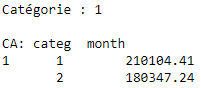 Catégorie : 1
CA: categ  month
1      1        210104.41
       2        180347.24